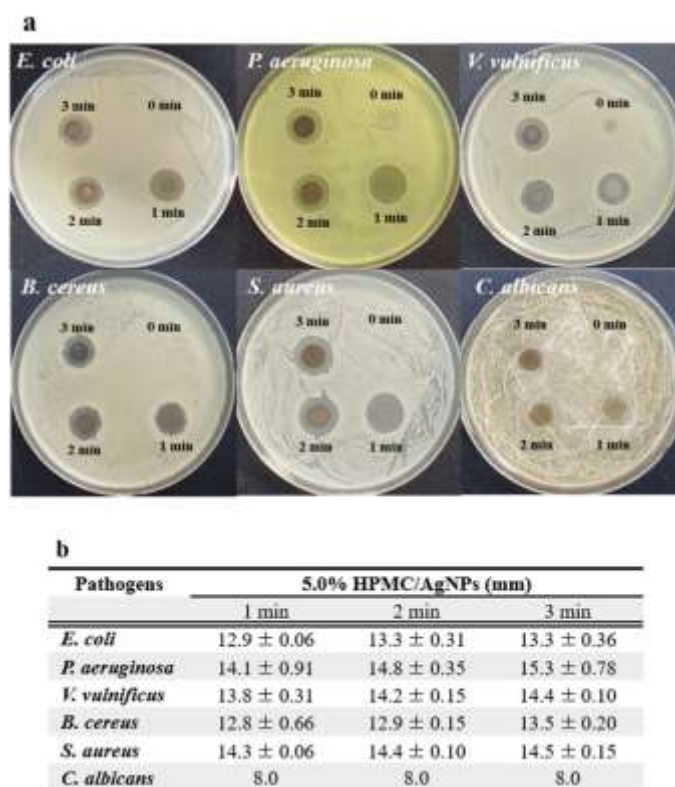 a
E. coli P. aeruginosa V. vulnificus
3 min 0 min 3 min 0 min 3 min 0 min
2 min 1 min 2 min 1 min 2 min 1 min
B. cereus S. aureus C. albicans
3 min 0 min 3 min 0 min 3 min 0 min
2 min 1 min 2 min 1 min 2 min 1 min
b
Pathogens 5.0% HPMC/AgNPs (mm)
1 min 2 min 3 min
E. coli 12.9 ± 0.06 13.3 ± 0.31 13.3 ± 0.36
P. aeruginosa 14.1 ± 0.91 14.8 ± 0.35 15.3 ± 0.78
V. vulnificus 13.8 ± 0.31 14.2 ± 0.15 14.4 ± 0.10
B. cereus 12.8 ± 0.66 12.9 ± 0.15 13.5 ± 0.20
S. aureus 14.3 ± 0.06 14.4 ± 0.10 14.5 ± 0.15
C. albicans 8.0 8.0 8.0